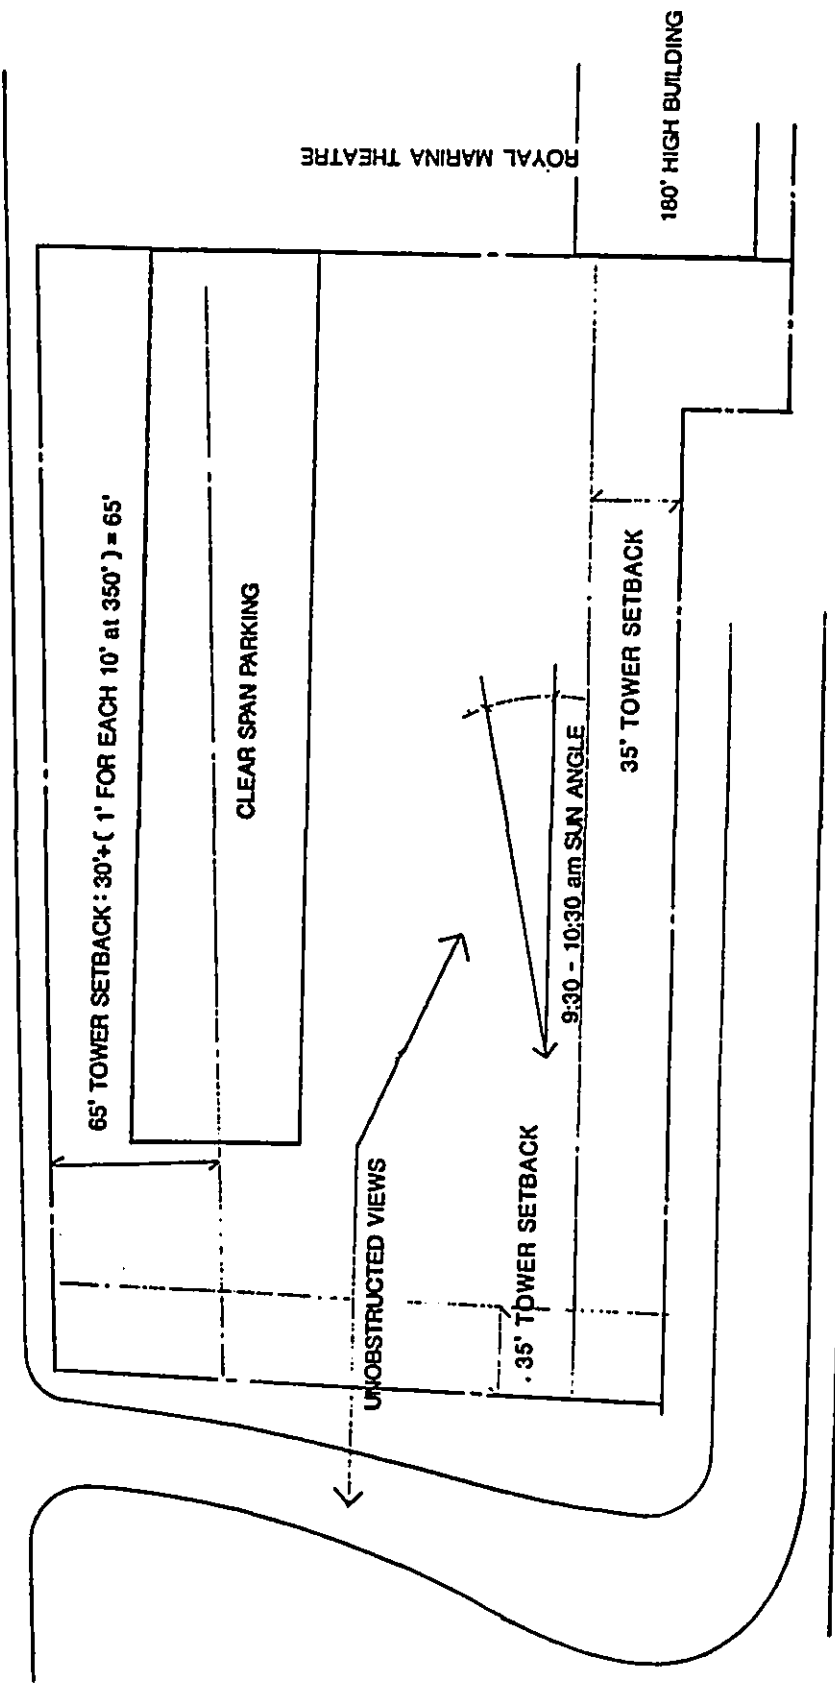 65' TOWER SETBACK : 30'+( 1' FOR EACH 10' at 350' ) = 65'
CLEAR SPAN PARKING
ROYAL MARINA THEATRE
UNOBSTRUCTED VIEWS
.35' TOWER SETBACK
9:30 - 10:30 am SUN ANGLE
35' TOWER SETBACK
180' HIGH BUILDING